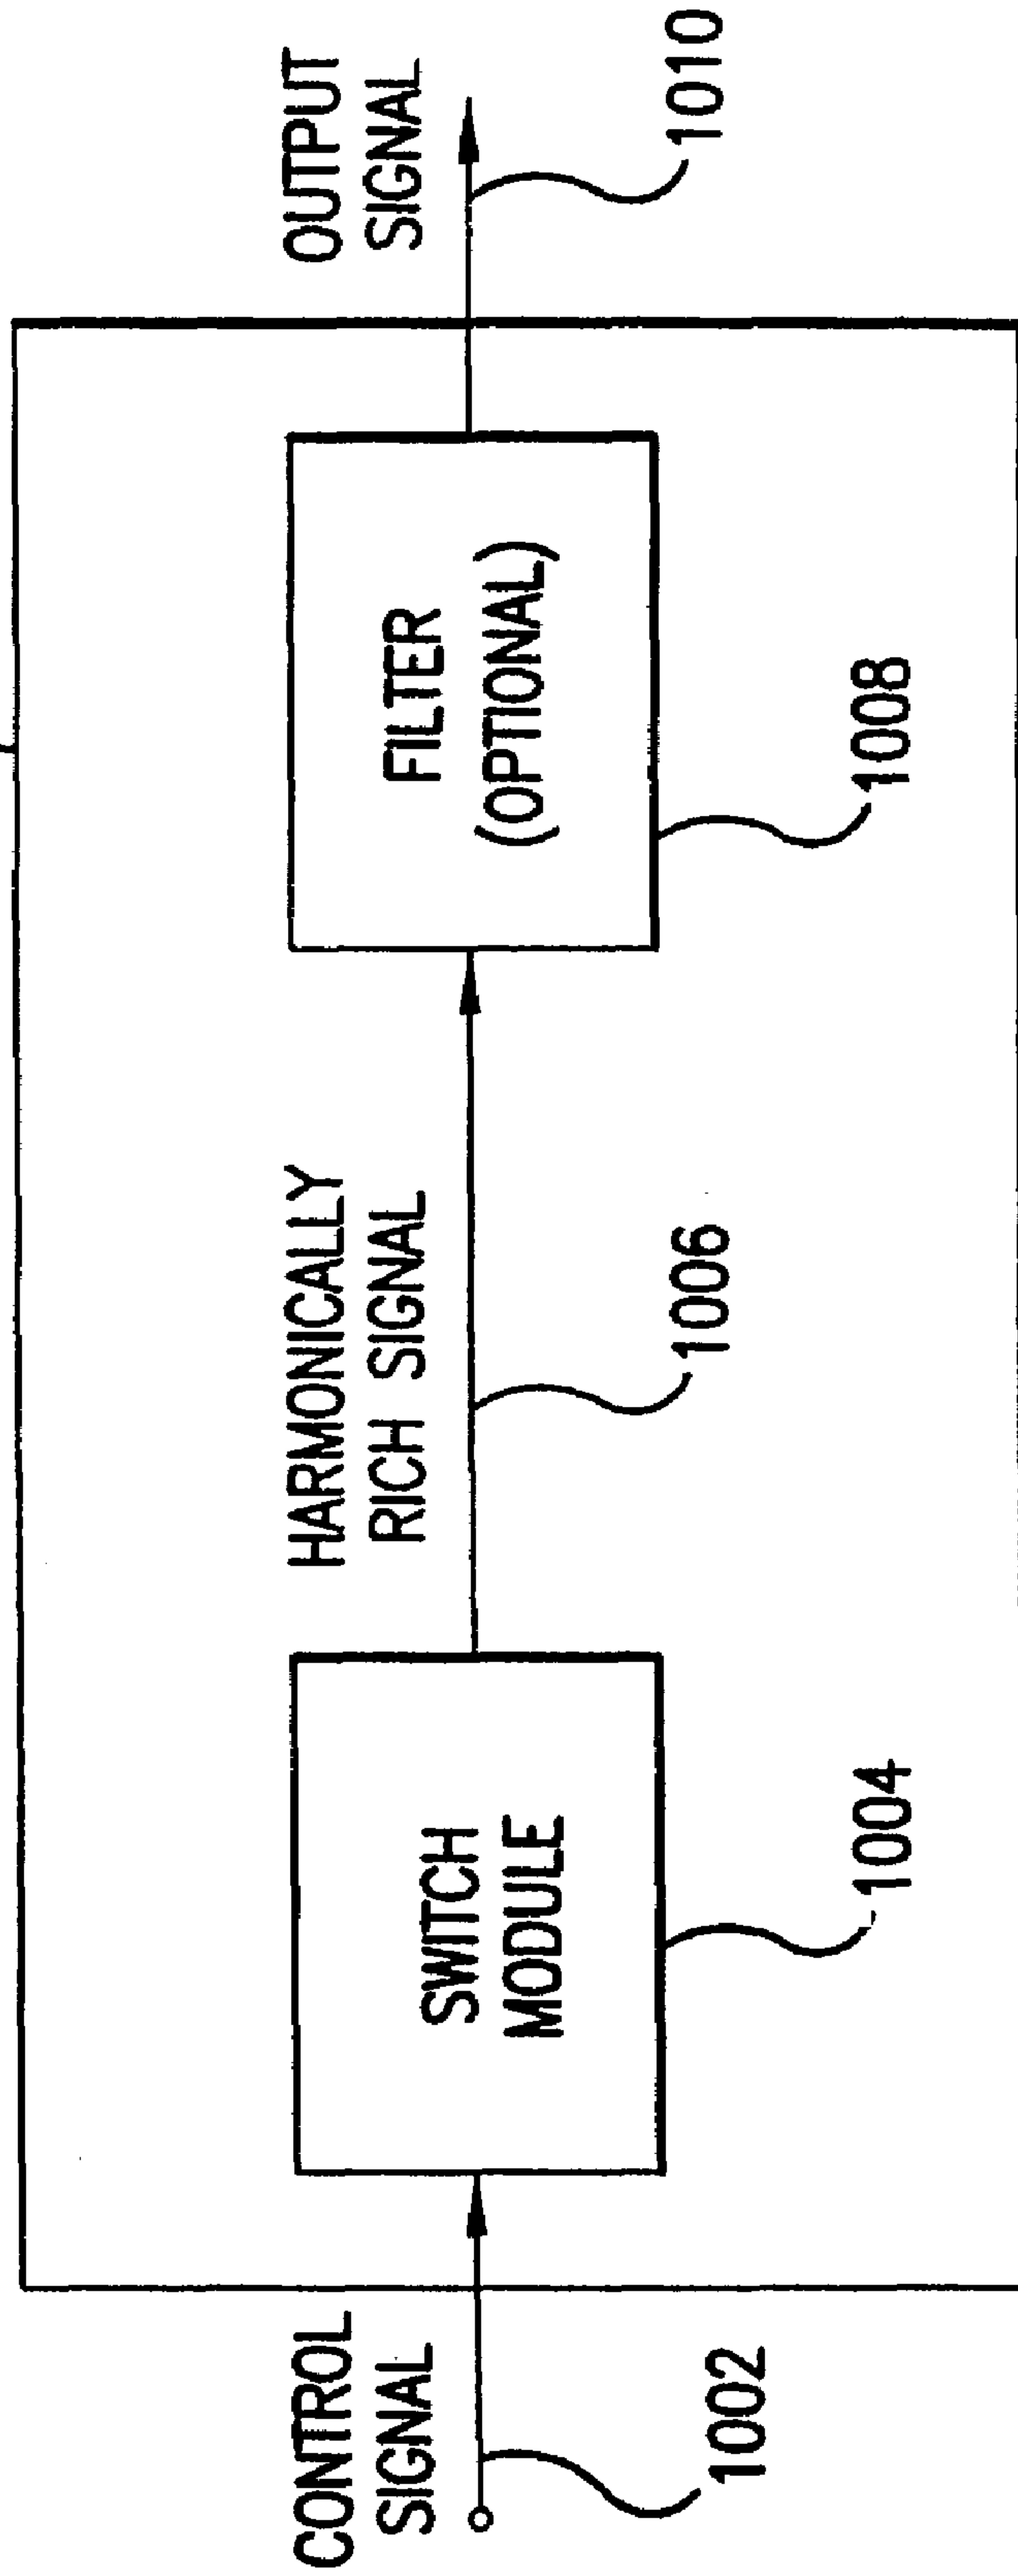 CONTROL
SIGNAL
1002
SWITCH
MODULE
1004
HARMONICALLY
RICH SIGNAL
1006
FILTER
(OPTIONAL)
1008
OUTPUT
SIGNAL
1010